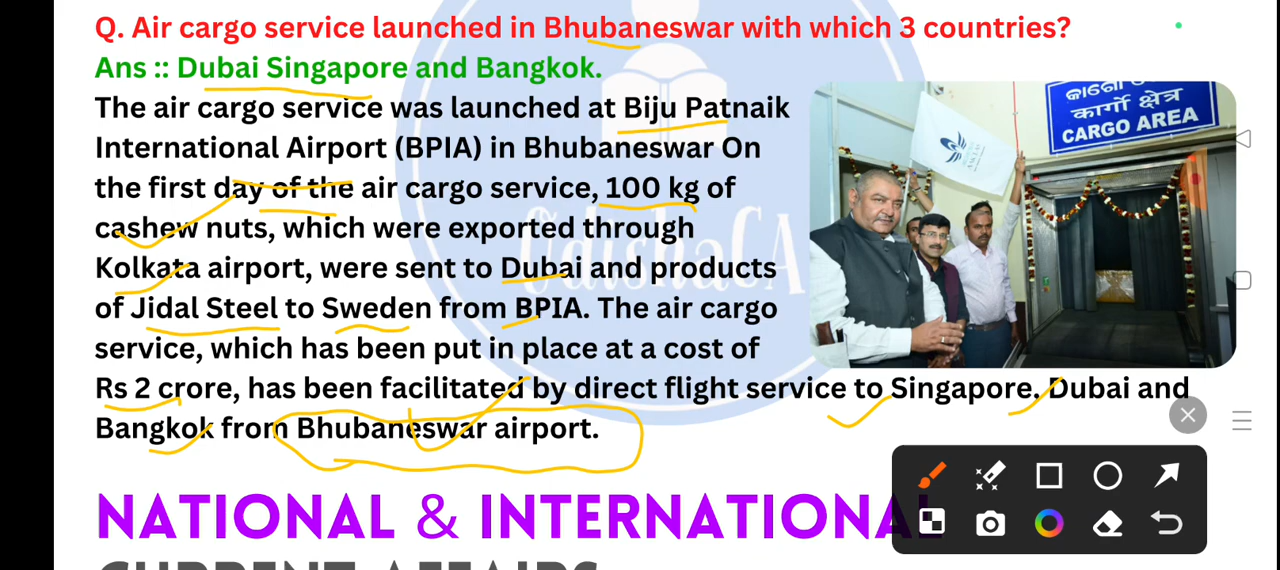 Q. Air cargo service launched in Bhubaneswar with which 3 countries?
Ans :: Dubai Singapore and Bangkok.
The air cargo service was launched at Biju Patnaik
International Airport (BPIA) in Bhubaneswar On
the first day of the air cargo service, 100 kg of
cashew nuts, which were exported through
Kolkata airport, were sent to Dubai and products
of Jidal Steel to Sweden from BPIA. The air cargo
service, which has been put in place at a cost of
Rs 2 crore, has been facilitated by direct flight service to Singapore, Dubai and
Bangkok from Bhubaneswar airport.
कार्गो क्षेत्र
CARGO AREA
OdishaCA
NATIONAL & INTERNATIONAL
CURRENT AFFAIRS